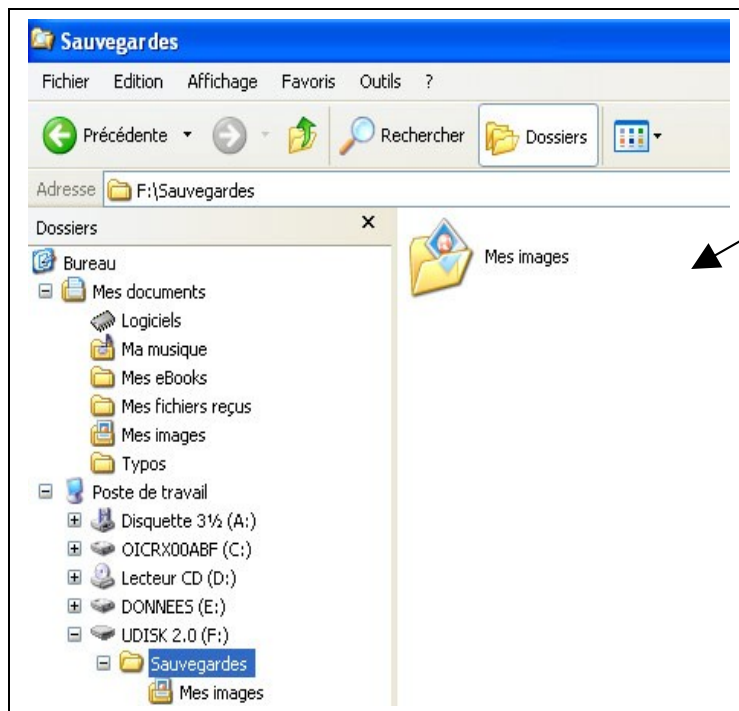 Sauvegardes
Fichier Edition Affichage Favoris Outils ?
Précédente Rechercher Dossiers
Adresse F:\Sauvegardes
Dossiers x
Bureau
Mes documents
Logiciels
Ma musique
Mes eBooks
Mes fichiers reçus
Mes images
Typos
Poste de travail
Disquette 3½ (A:)
OICRX00ABF (C:)
Lecteur CD (D:)
DONNEES (E:)
UDISK 2.0 (F:)
Sauvegardes
Mes images
Mes images